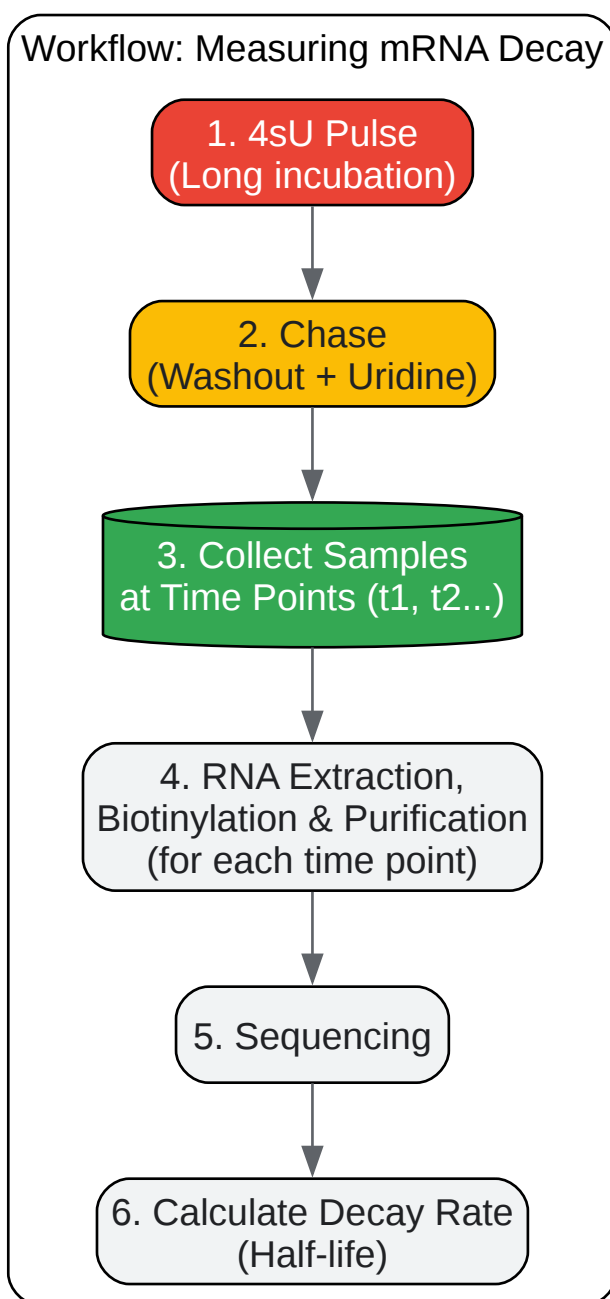 Workflow: Measuring mRNA Decay
1. 4sU Pulse
(Long incubation)
2. Chase
(Washout + Uridine)
3. Collect Samples
at Time Points (t1, t2...)
4. RNA Extraction,
Biotinylation & Purification
(for each time point)
5. Sequencing
6. Calculate Decay Rate
(Half-life)